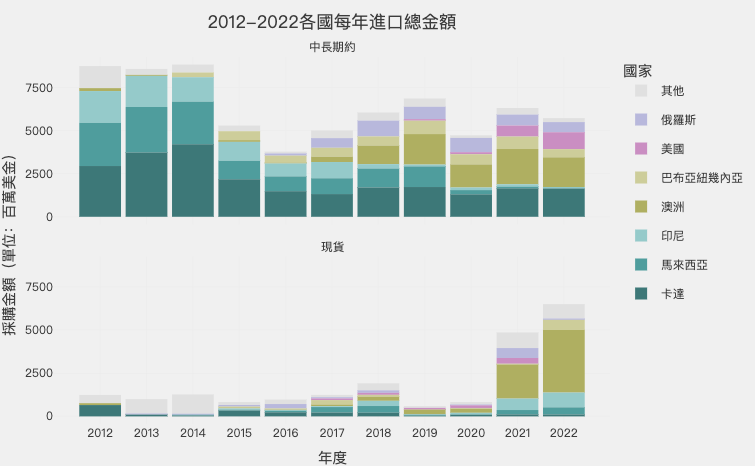 2012–2022各國每年進口總金額
中長期約
7500
5000
2500
0
現貨
7500
5000
2500
0
2012 2013 2014 2015 2016 2017 2018 2019 2020 2021 2022
年度
採購金額（單位：百萬美金）
國家
其他
俄羅斯
美國
巴布亞紐幾內亞
澳洲
印尼
馬來西亞
卡達